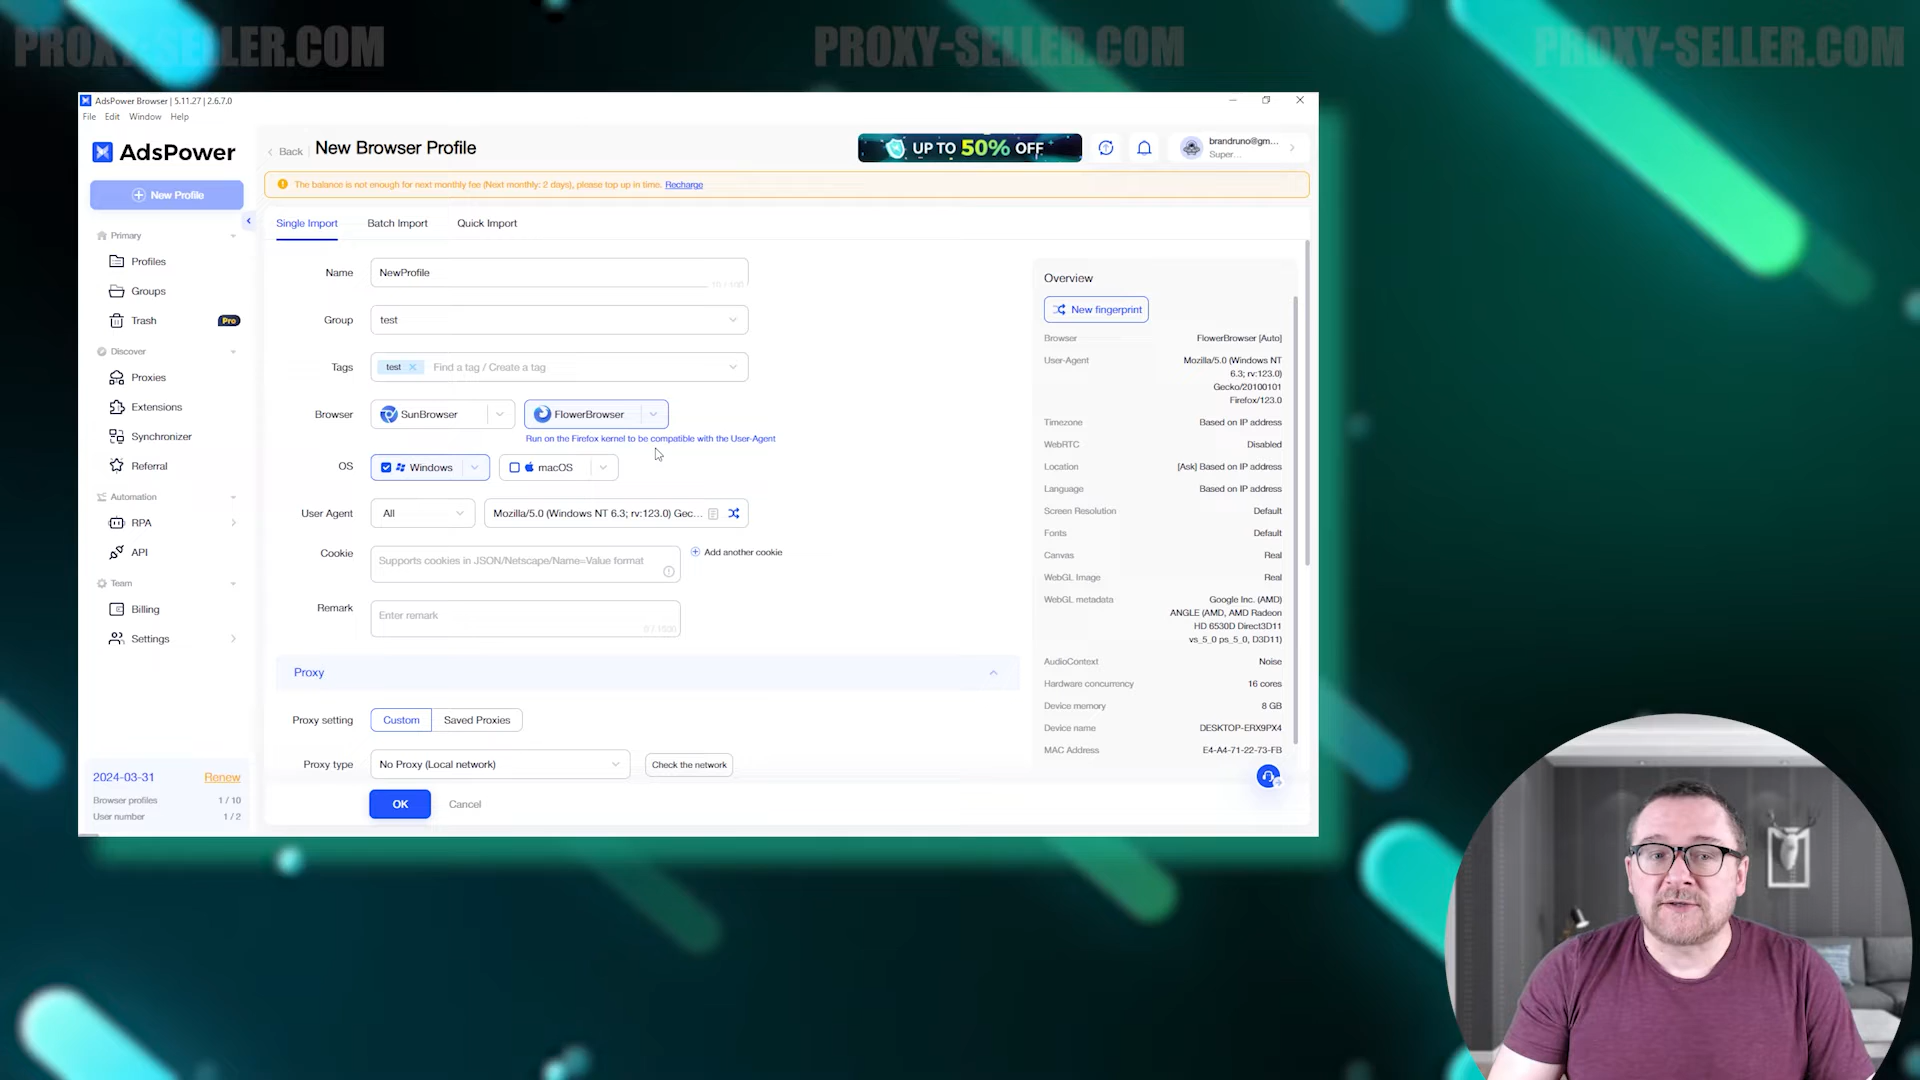 PROXY-SELLER.COM
PROXY-SELLER.COM
PROXY-SELLER.COM
AdsPower Browser | 5.11.27 | 2.6.7.0
File Edit Window Help
AdsPower
New Profile
Primary
Profiles
Groups
Trash Pro
Discover
Proxies
Extensions
Synchronizer
Referral
Automation
RPA
API
Team
Billing
Settings
2024-03-31 Renew
Browser profiles 1 / 10
User number 1 / 2
Back New Browser Profile
UP TO 50% OFF
brandruno@gm...
Super...
The balance is not enough for next monthly fee (Next monthly: 2 days), please top up in time. Recharge
Single Import Batch Import Quick Import
Name NewProfile
10 / 100
Group test
Tags test Find a tag / Create a tag
Browser SunBrowser FlowerBrowser
Run on the Firefox kernel to be compatible with the User-Agent
OS Windows macOS
User Agent All Mozilla/5.0 (Windows NT 6.3; rv:123.0) Gec...
Cookie Supports cookies in JSON/Netscape/Name=Value format Add another cookie
Remark Enter remark
0 / 1500
Proxy
Proxy setting Custom Saved Proxies
Proxy type No Proxy (Local network) Check the network
OK Cancel
Overview
New fingerprint
Browser FlowerBrowser [Auto]
User-Agent Mozilla/5.0 (Windows NT
6.3; rv:123.0)
Gecko/20100101
Firefox/123.0
Timezone Based on IP address
WebRTC Disabled
Location [Ask] Based on IP address
Language Based on IP address
Screen Resolution Default
Fonts Default
Canvas Real
WebGL Image Real
WebGL metadata Google Inc. (AMD)
ANGLE (AMD, AMD Radeon
HD 6530D Direct3D11
vs_5_0 ps_5_0, D3D11)
AudioContext Noise
Hardware concurrency 16 cores
Device memory 8 GB
Device name DESKTOP-ERX9PX4
MAC Address E4-A4-71-22-73-FB